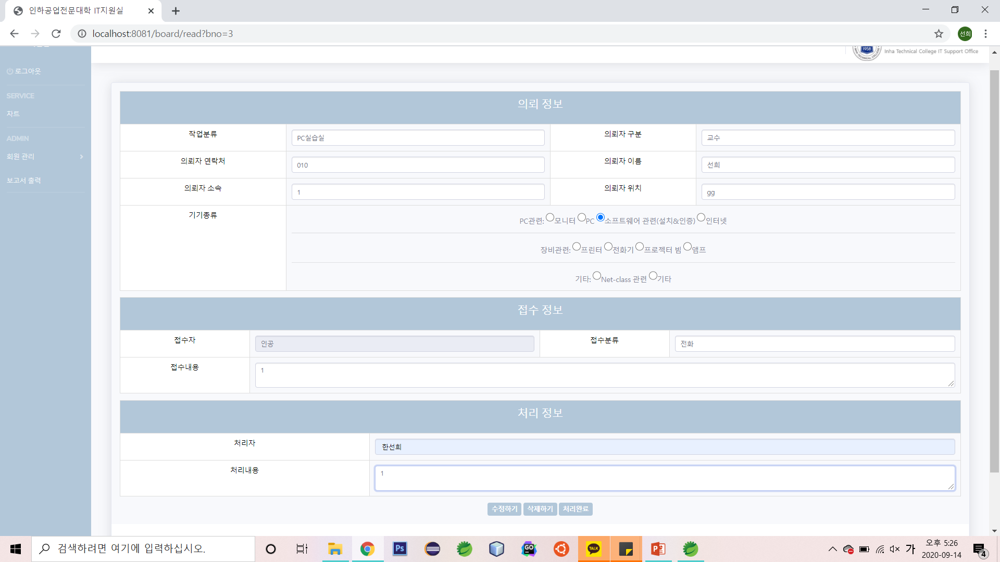 인하공업전문대학 IT지원실
localhost:8081/board/read?bno=3
선희
1958
Inha Technical College IT Support Office
로그아웃
SERVICE
차트
ADMIN
회원 관리
보고서 출력
의뢰 정보
작업분류 PC실습실 의뢰자 구분 교수
의뢰자 연락처 010 의뢰자 이름 선희
의뢰자 소속 1 의뢰자 위치 gg
기기종류 PC관련: 모니터 PC 소프트웨어 관련(설치&인증) 인터넷
장비관련: 프린터 전화기 프로젝터 빔 앰프
기타: Net-class 관련 기타
접수 정보
접수자 인공 접수분류 전화
접수내용 1
처리 정보
처리자 한선희
처리내용 1
수정하기 삭제하기 처리완료
검색하려면 여기에 입력하십시오.
Ps
GO
TALK
P
가
오후 5:26
2020-09-14
4